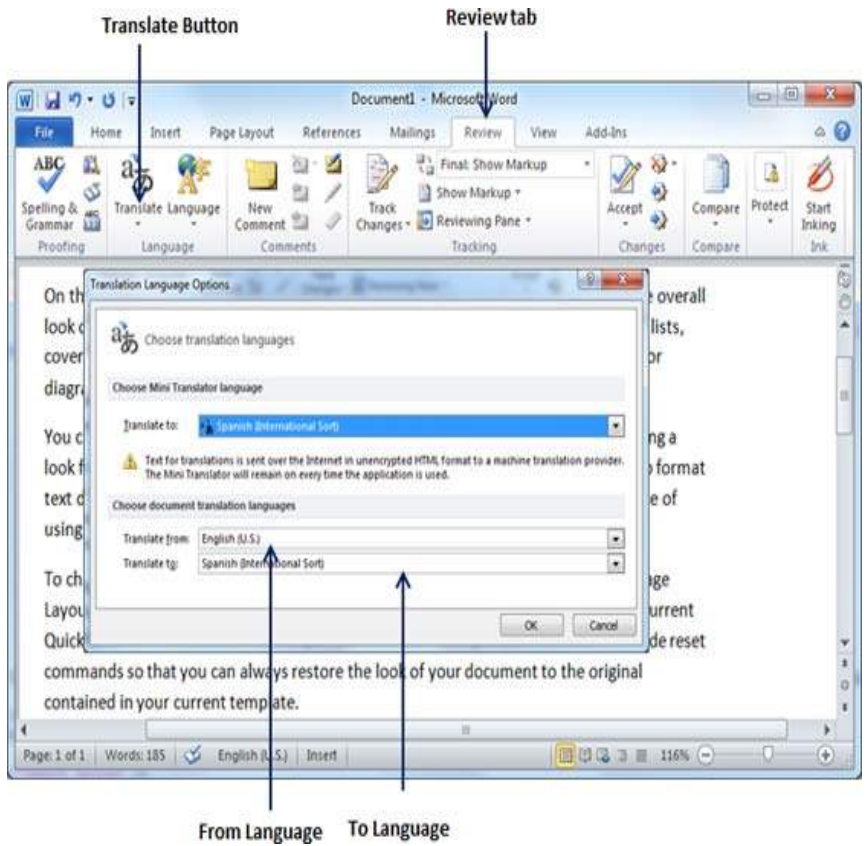 Translate Button
Review tab
Document1 - Microsoft Word
File Home Insert Page Layout References Mailings Review View Add-Ins
ABC
Spelling & Grammar
Translate
Language
New Comment
Track Changes
Final: Show Markup
Show Markup
Reviewing Pane
Accept
Compare
Protect
Start Inking
Proofing Language Comments Tracking Changes Compare Ink
Translation Language Options
On th
e overall
look
lists,
cover
or
diagr
You c
ng a
look f
format
text d
e of
using
To ch
ge
Layou
urrent
Quick
de reset
Choose translation languages
Choose Mini Translator language
Translate to: Spanish (International Sort)
Text for translations is sent over the Internet in unencrypted HTML format to a machine translation provider.
The Mini Translator will remain on every time the application is used.
Choose document translation languages
Translate from: English (U.S.)
Translate to: Spanish (International Sort)
OK Cancel
commands so that you can always restore the look of your document to the original
contained in your current template.
Page: 1 of 1 Words: 185 English (U.S.) Insert 116%
From Language To Language